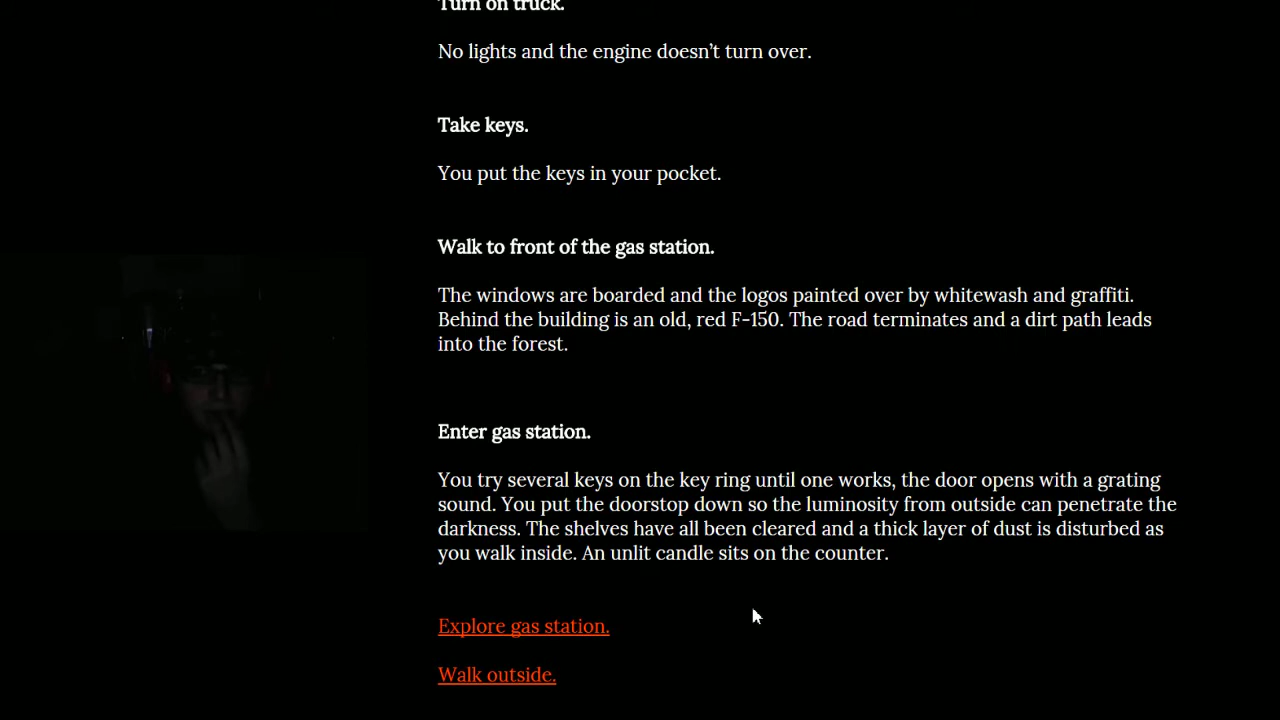 Turn on truck.
No lights and the engine doesn’t turn over.
Take keys.
You put the keys in your pocket.
Walk to front of the gas station.
The windows are boarded and the logos painted over by whitewash and graffiti.
Behind the building is an old, red F-150. The road terminates and a dirt path leads
into the forest.
Enter gas station.
You try several keys on the key ring until one works, the door opens with a grating
sound. You put the doorstop down so the luminosity from outside can penetrate the
darkness. The shelves have all been cleared and a thick layer of dust is disturbed as
you walk inside. An unlit candle sits on the counter.
Explore gas station.
Walk outside.